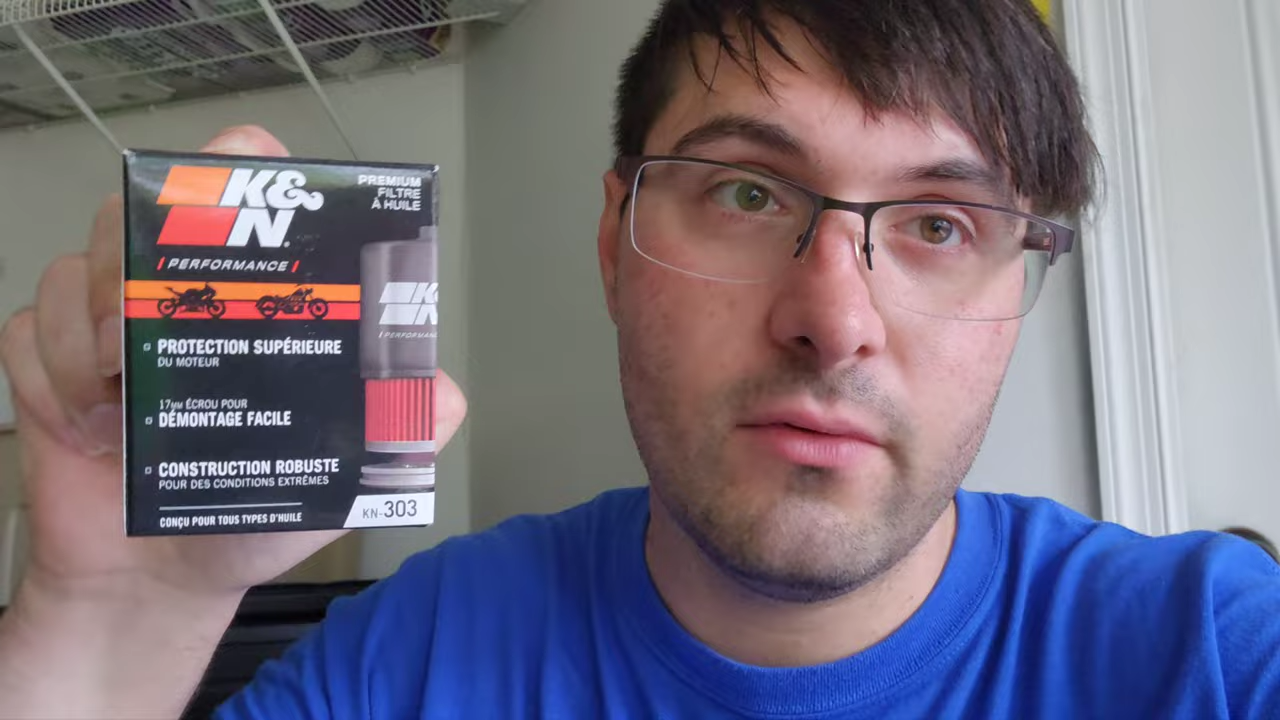 K&N
PREMIUM
FILTRE
À HUILE
/ PERFORMANCE /
PROTECTION SUPÉRIEURE
DU MOTEUR
17MM ÉCROU POUR
DÉMONTAGE FACILE
CONSTRUCTION ROBUSTE
POUR DES CONDITIONS EXTRÊMES
CONÇU POUR TOUS TYPES D'HUILE
K&N
/ PERFORMANC
KN-303